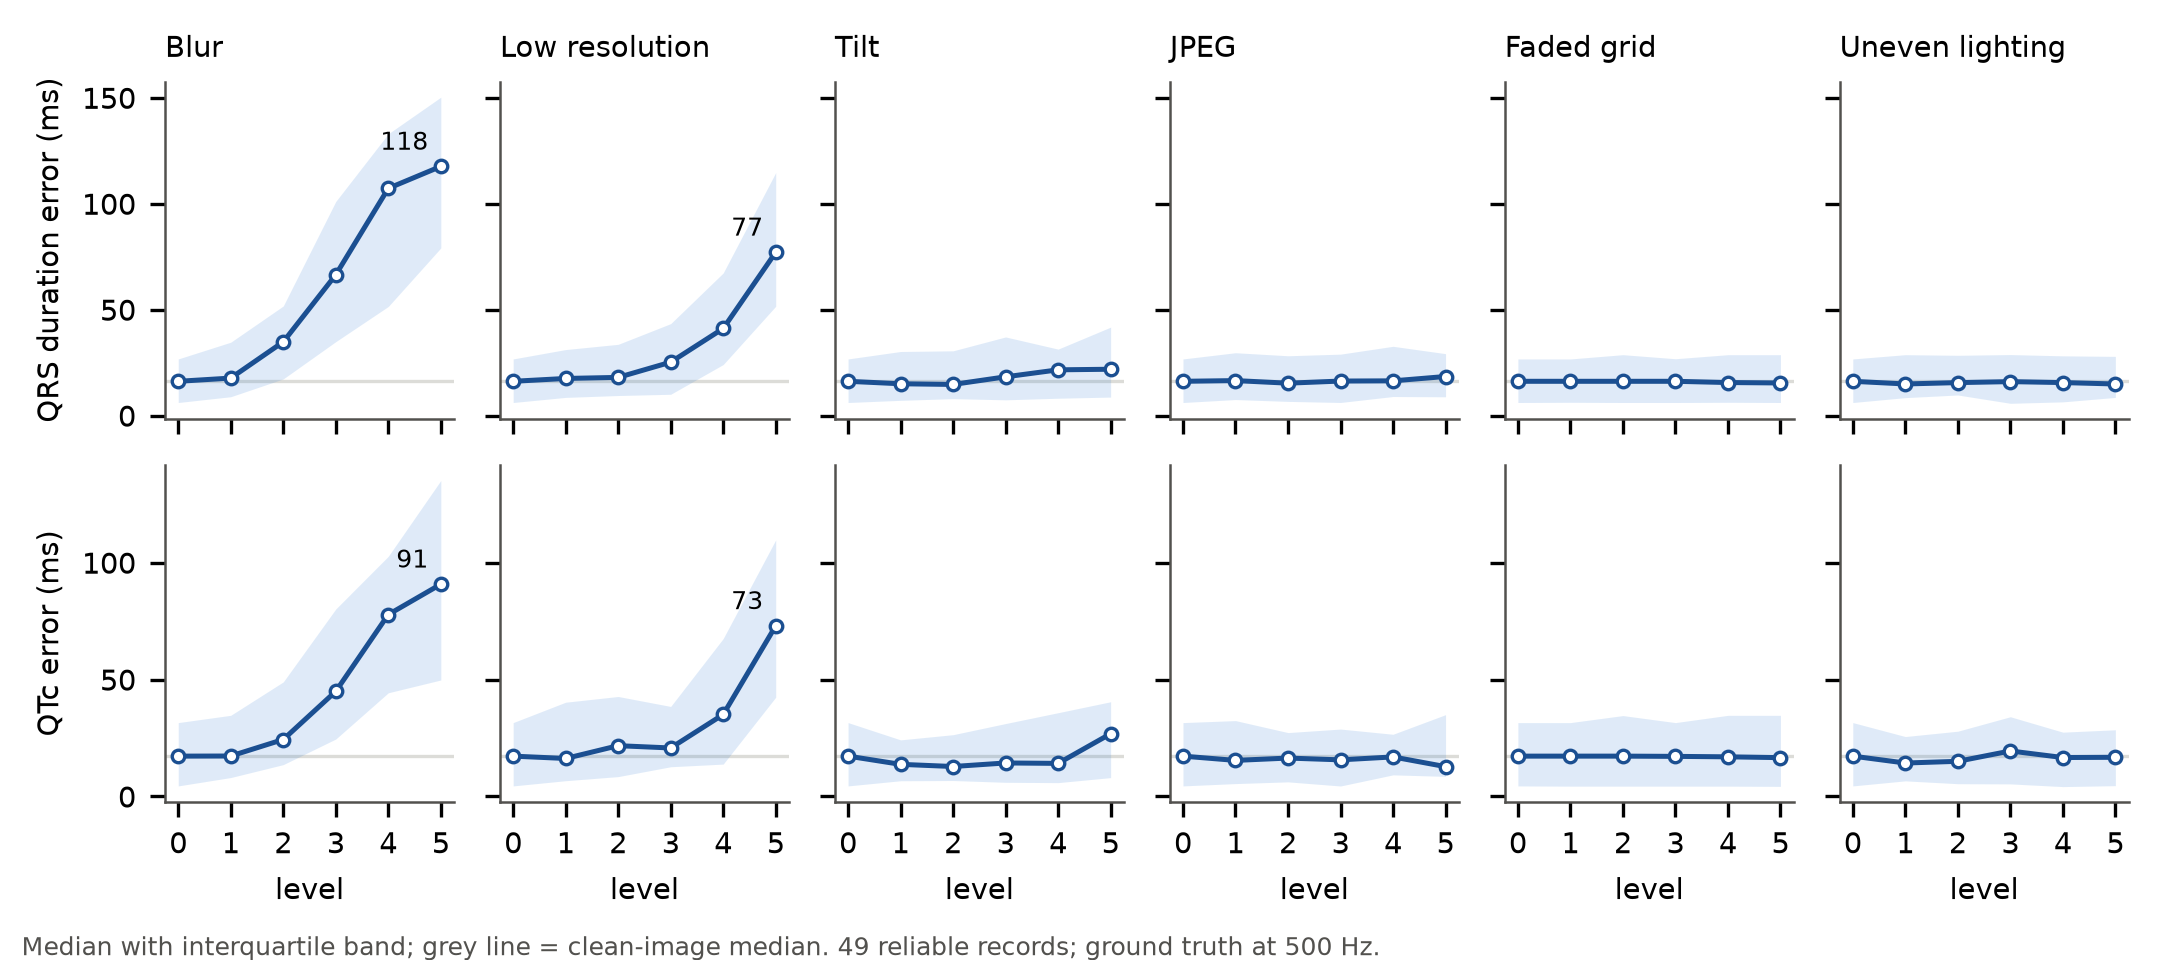 Blur Low resolution Tilt JPEG Faded grid Uneven lighting
QRS duration error (ms)
150
100
50
0
118
77
QTc error (ms)
100
50
0
91
73
0 1 2 3 4 5 0 1 2 3 4 5 0 1 2 3 4 5 0 1 2 3 4 5 0 1 2 3 4 5 0 1 2 3 4 5
level level level level level level
Median with interquartile band; grey line = clean-image median. 49 reliable records; ground truth at 500 Hz.